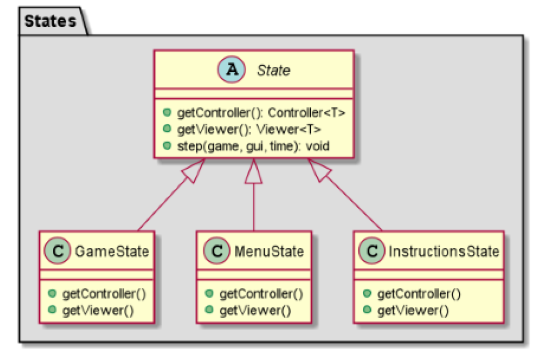 States
A State
getController(): Controller<T>
getViewer(): Viewer<T>
step(game, gui, time): void
C GameState
getController()
getViewer()
C MenuState
getController()
getViewer()
C InstructionsState
getController()
getViewer()